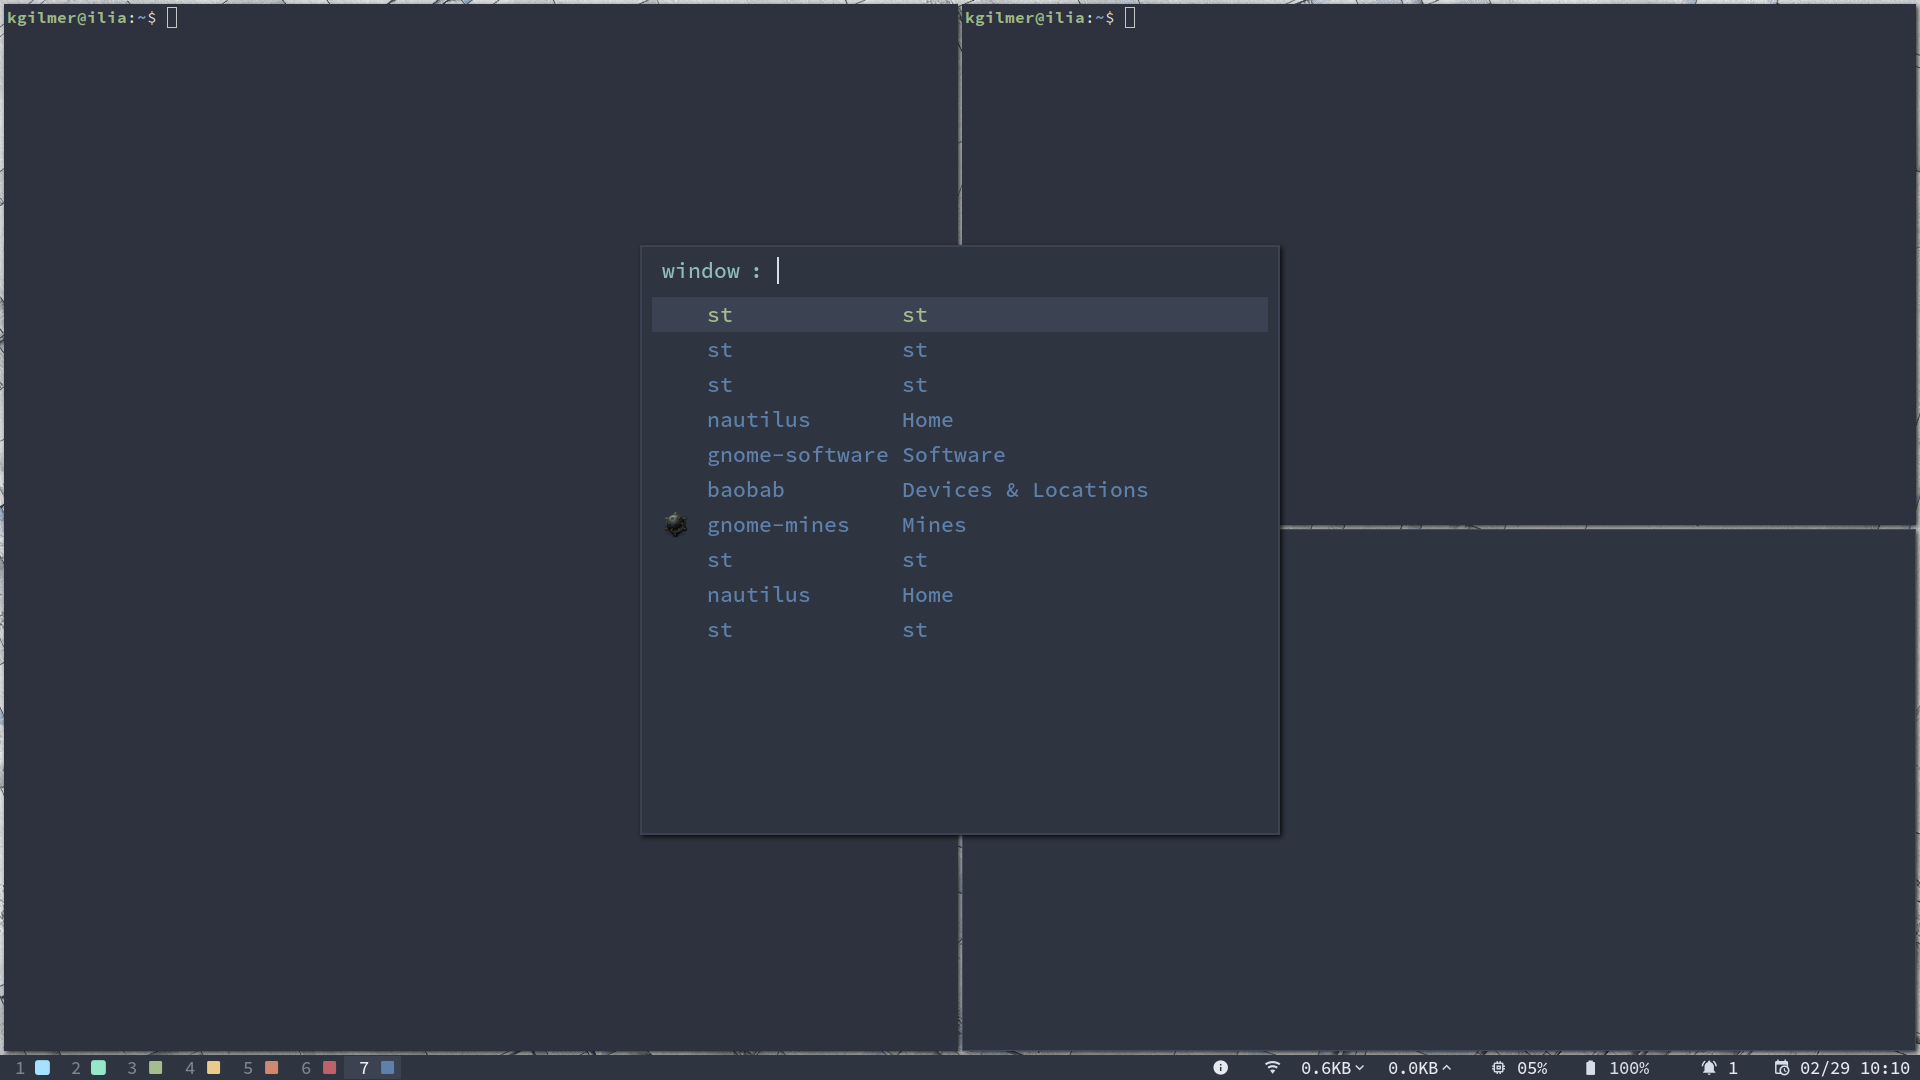 kgilmer@ilia:~$
kgilmer@ilia:~$
window :
st st
st st
st st
nautilus Home
gnome-software Software
baobab Devices & Locations
gnome-mines Mines
st st
nautilus Home
st st
1 2 3 4 5 6 7 0.6KB 0.0KB 05% 100% 1 02/29 10:10